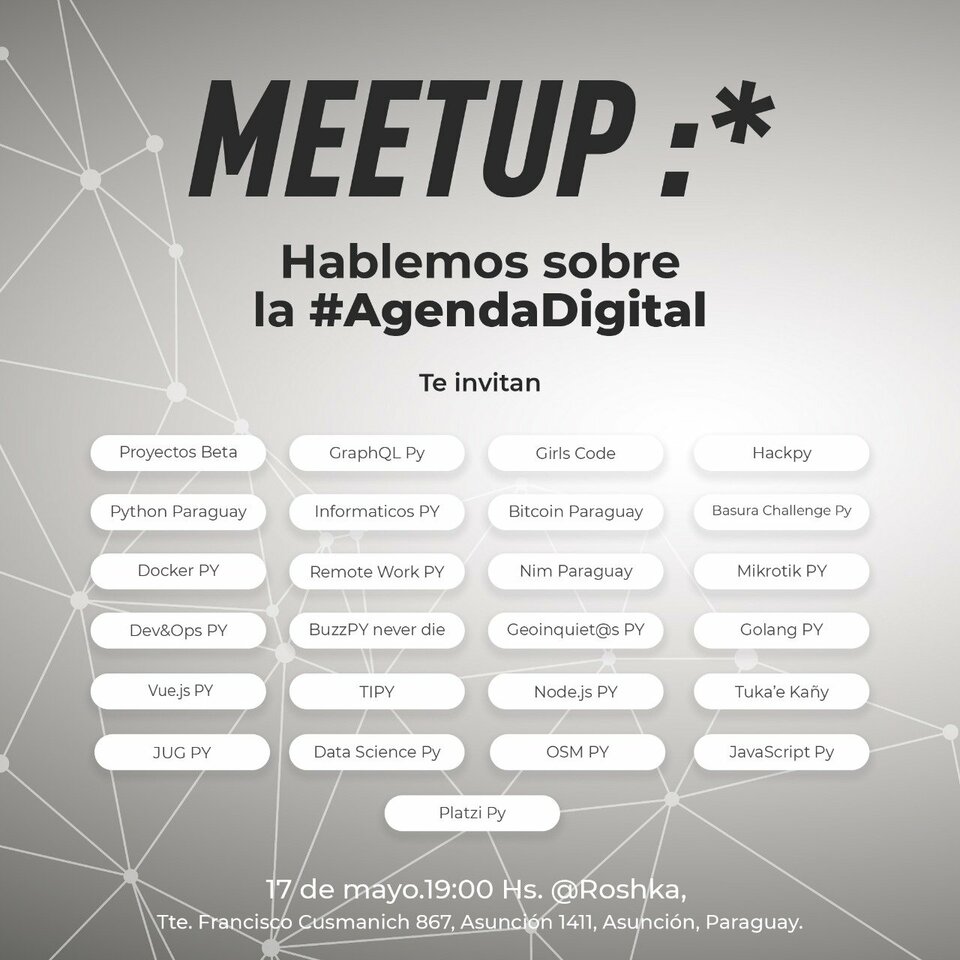 MEETUP :*
Hablemos sobre
la #AgendaDigital
Te invitan
Proyectos Beta
GraphQL Py
Girls Code
Hackpy
Python Paraguay
Informaticos PY
Bitcoin Paraguay
Basura Challenge Py
Docker PY
Remote Work PY
Nim Paraguay
Mikrotik PY
Dev&Ops PY
BuzzPY never die
Geoinquiet@s PY
Golang PY
Vue.js PY
TIPY
Node.js PY
Tuka’e Kañy
JUG PY
Data Science Py
OSM PY
JavaScript Py
Platzi Py
17 de mayo.19:00 Hs. @Roshka,
Tte. Francisco Cusmanich 867, Asunción 1411, Asunción, Paraguay.